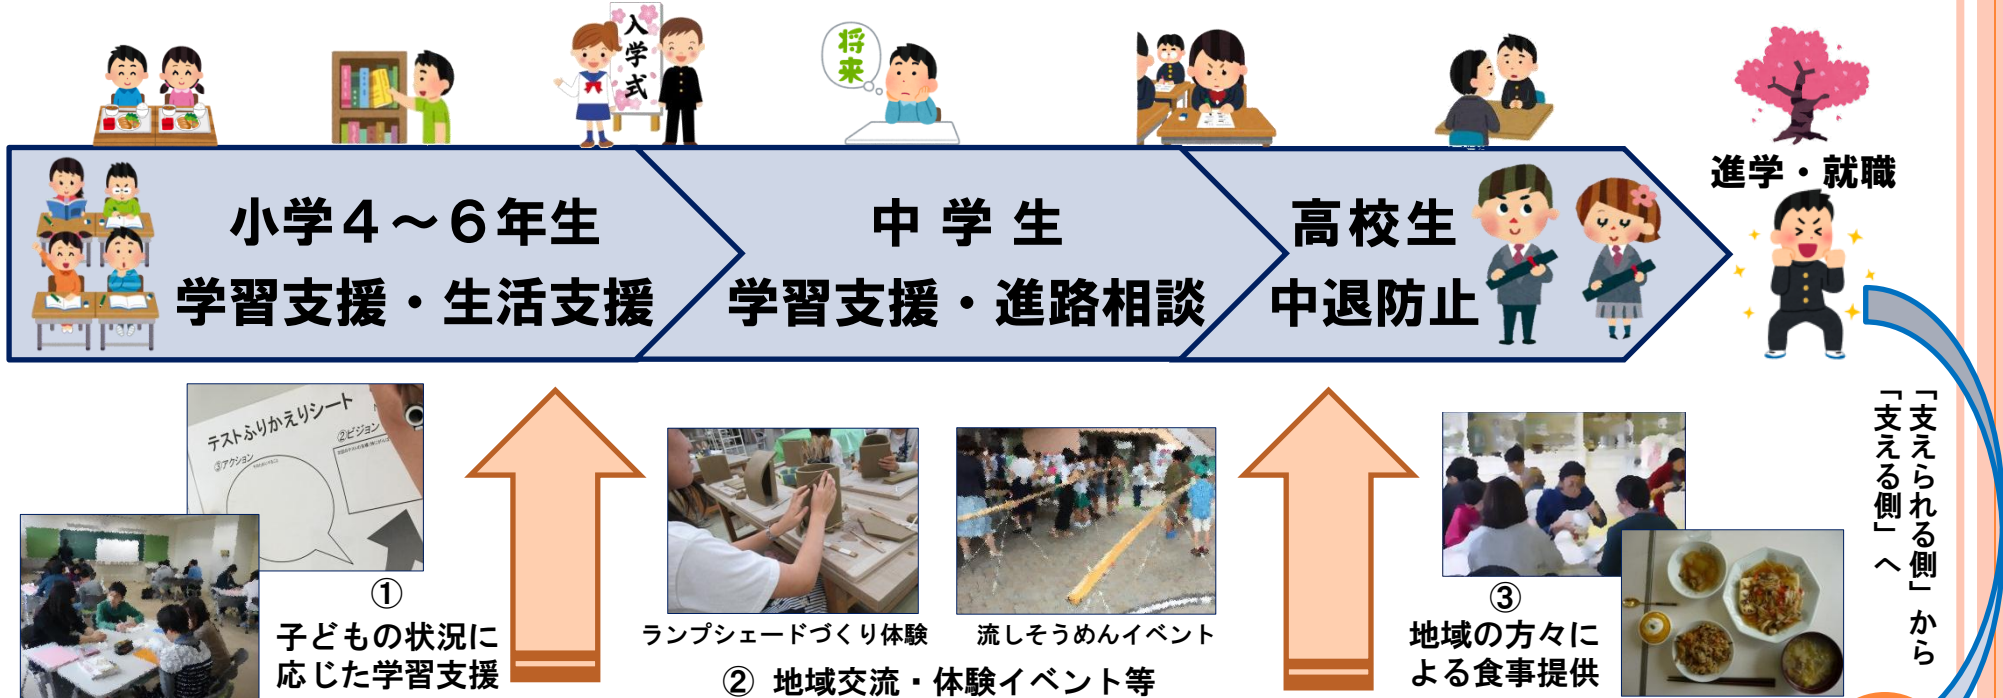 入学式
将来
進学・就職
小学４～６年生
学習支援・生活支援
中学生
学習支援・進路相談
高校生
中退防止
テストふりかえりシート
②ビジョン
③アクション
①
子どもの状況に
応じた学習支援
ランプシェードづくり体験
流しそうめんイベント
② 地域交流・体験イベント等
③
地域の方々に
よる食事提供
「支えられる側」から
「支える側」へ